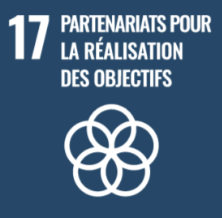 17 PARTENARIATS POUR
LA RÉALISATION
DES OBJECTIFS